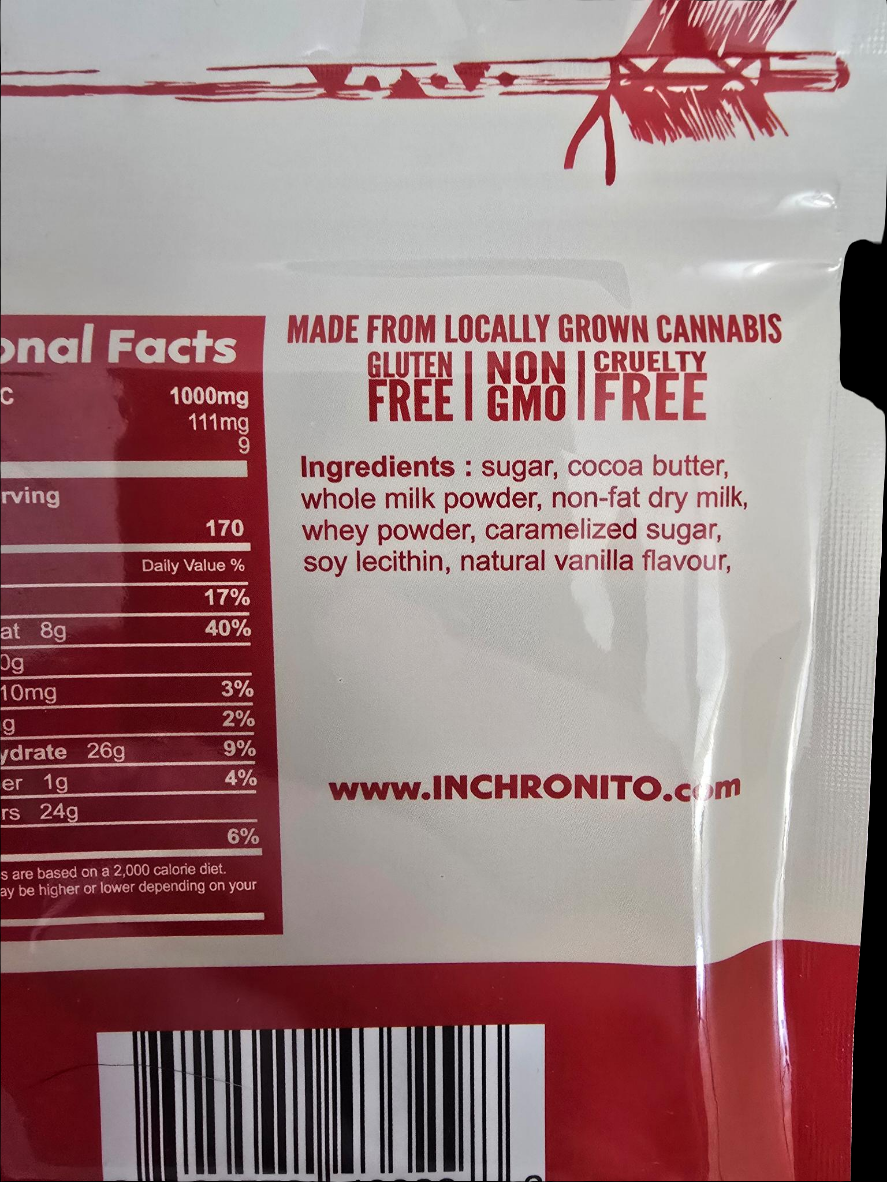 onal Facts
C 1000mg
111mg
9
rving
170
Daily Value %
17%
at 8g 40%
0g
10mg 3%
g 2%
ydrate 26g 9%
er 1g 4%
rs 24g
6%
s are based on a 2,000 calorie diet.
ay be higher or lower depending on your
MADE FROM LOCALLY GROWN CANNABIS
GLUTEN FREE | NON GMO | CRUELTY FREE
Ingredients : sugar, cocoa butter,
whole milk powder, non-fat dry milk,
whey powder, caramelized sugar,
soy lecithin, natural vanilla flavour,
www.INCHRONITO.com